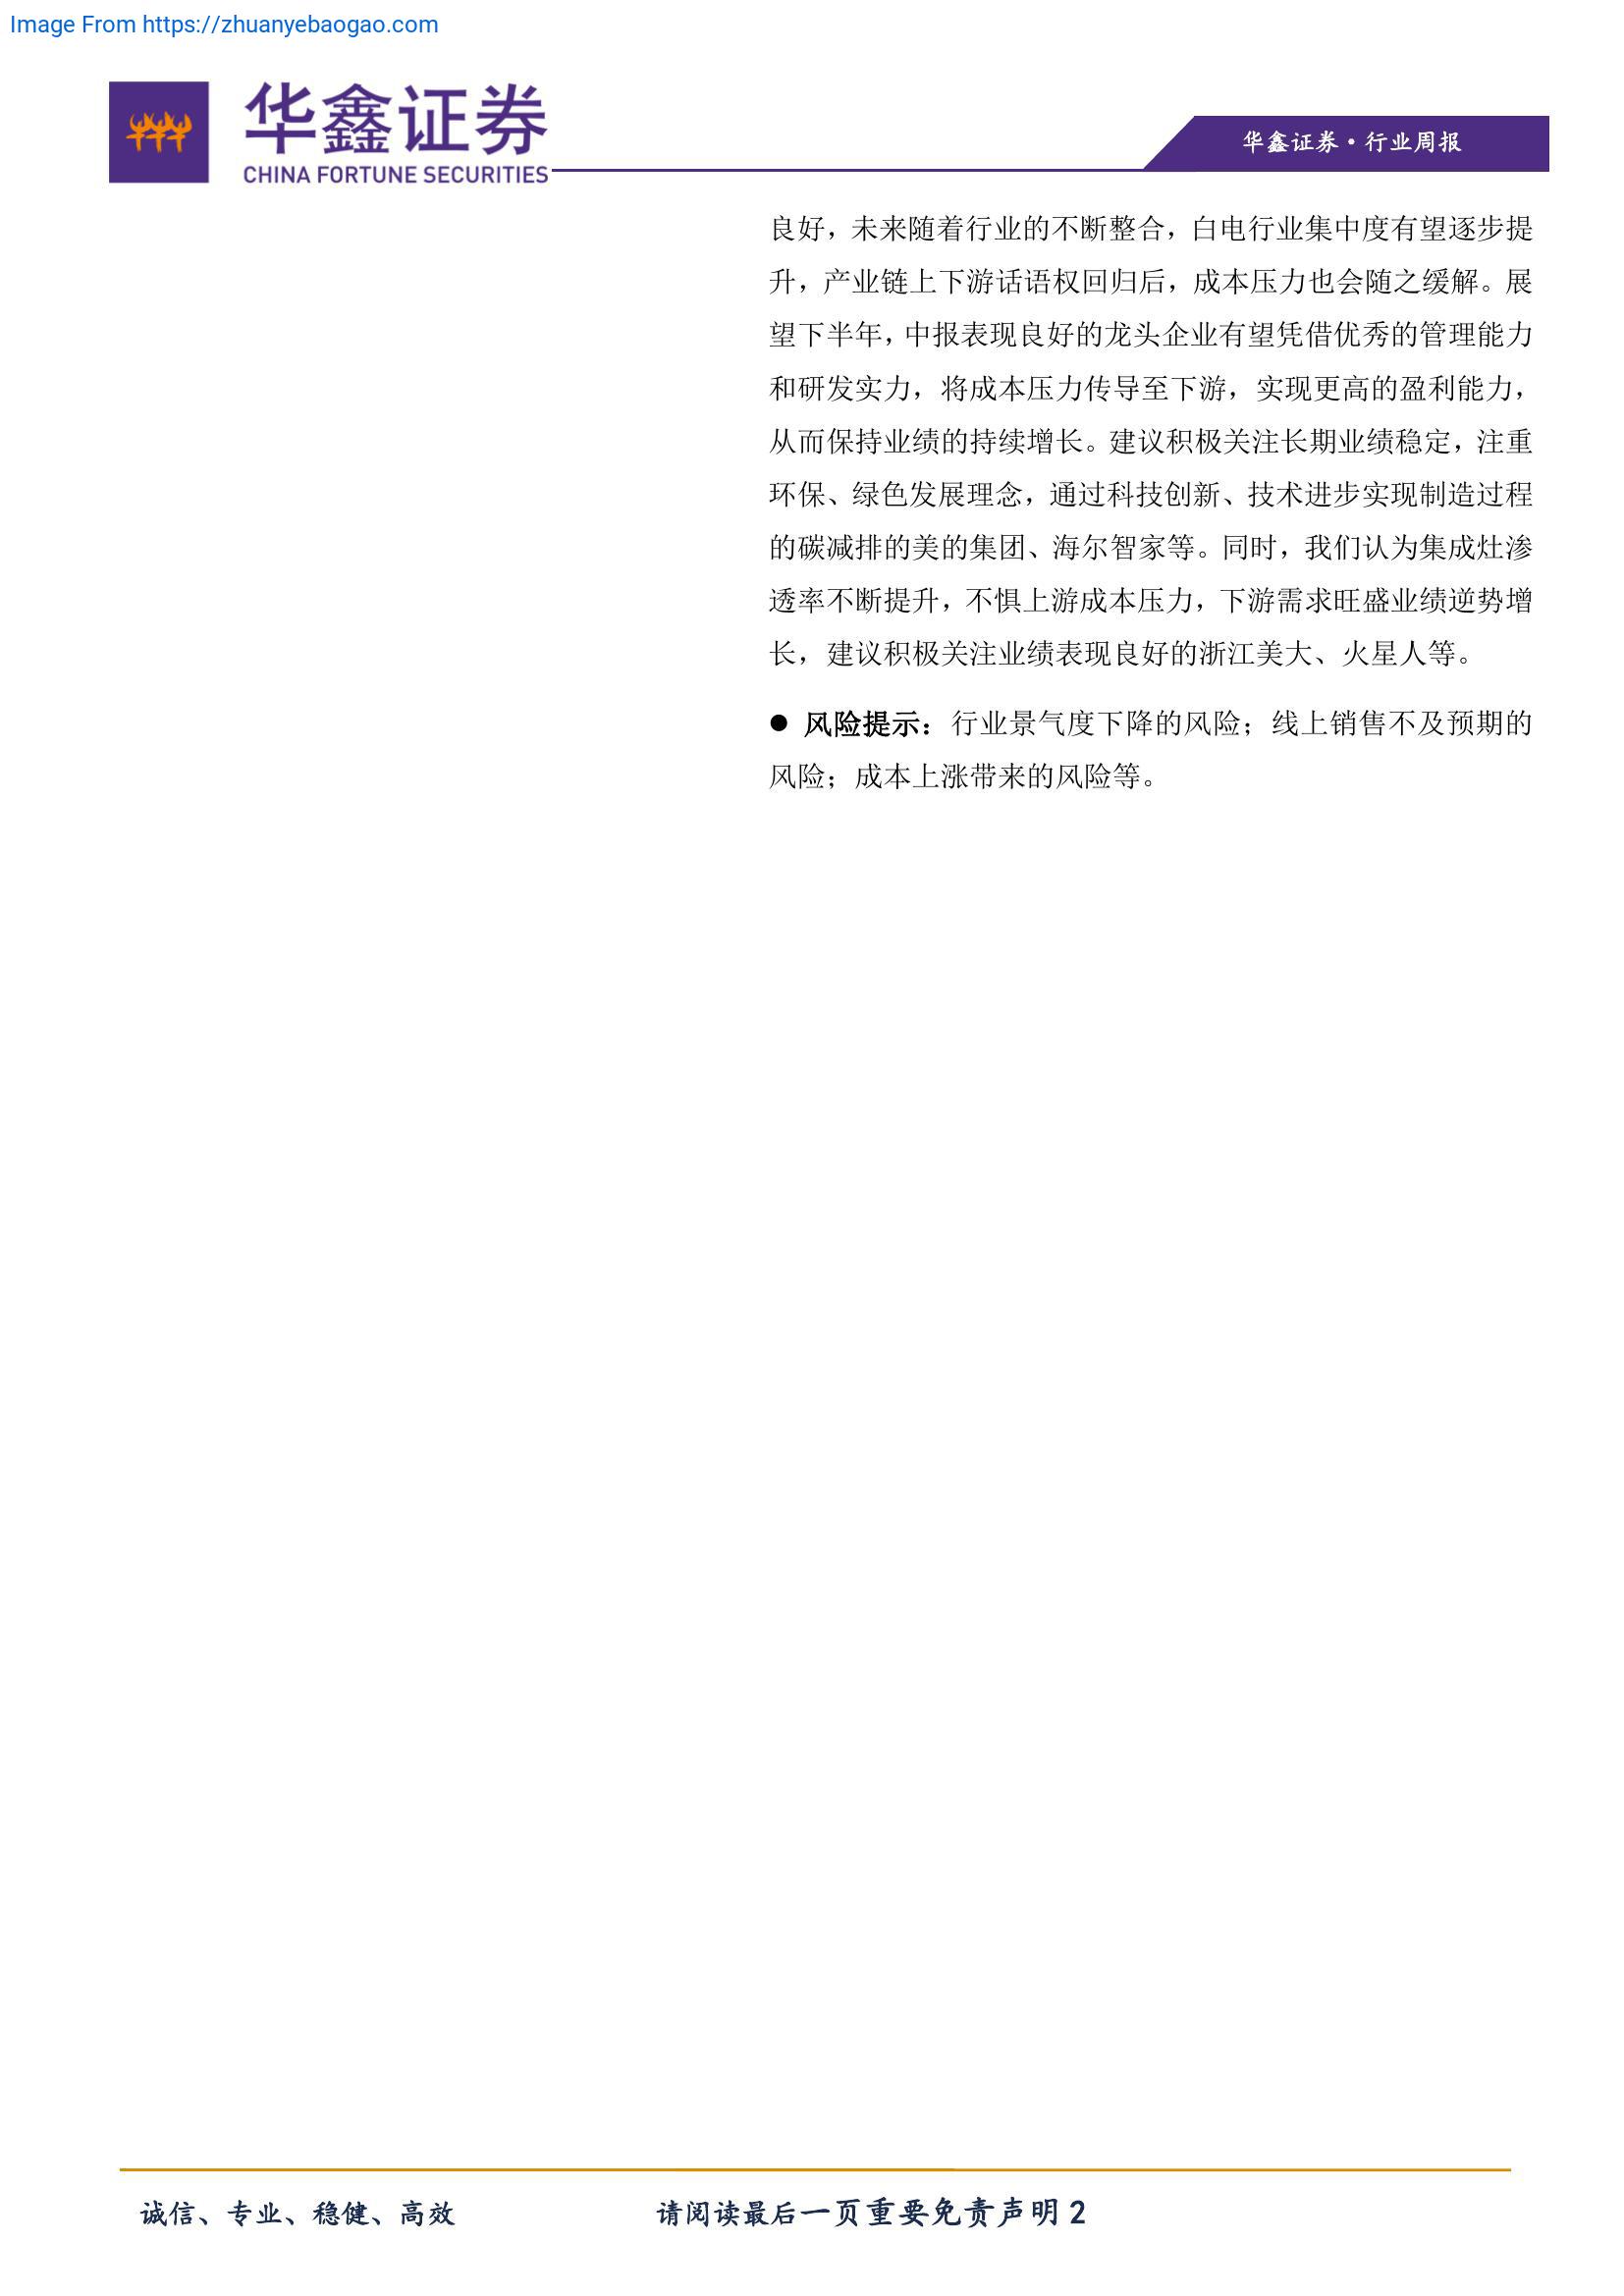 Image From https://zhuanyebaogao.com
华鑫证券
CHINA FORTUNE SECURITIES
华鑫证券·行业周报
良好，未来随着行业的不断整合，白电行业集中度有望逐步提
升，产业链上下游话语权回归后，成本压力也会随之缓解。展
望下半年，中报表现良好的龙头企业有望凭借优秀的管理能力
和研发实力，将成本压力传导至下游，实现更高的盈利能力，
从而保持业绩的持续增长。建议积极关注长期业绩稳定，注重
环保、绿色发展理念，通过科技创新、技术进步实现制造过程
的碳减排的美的集团、海尔智家等。同时，我们认为集成灶渗
透率不断提升，不惧上游成本压力，下游需求旺盛业绩逆势增
长，建议积极关注业绩表现良好的浙江美大、火星人等。
● 风险提示：行业景气度下降的风险；线上销售不及预期的
风险；成本上涨带来的风险等。
诚信、专业、稳健、高效
请阅读最后一页重要免责声明 2